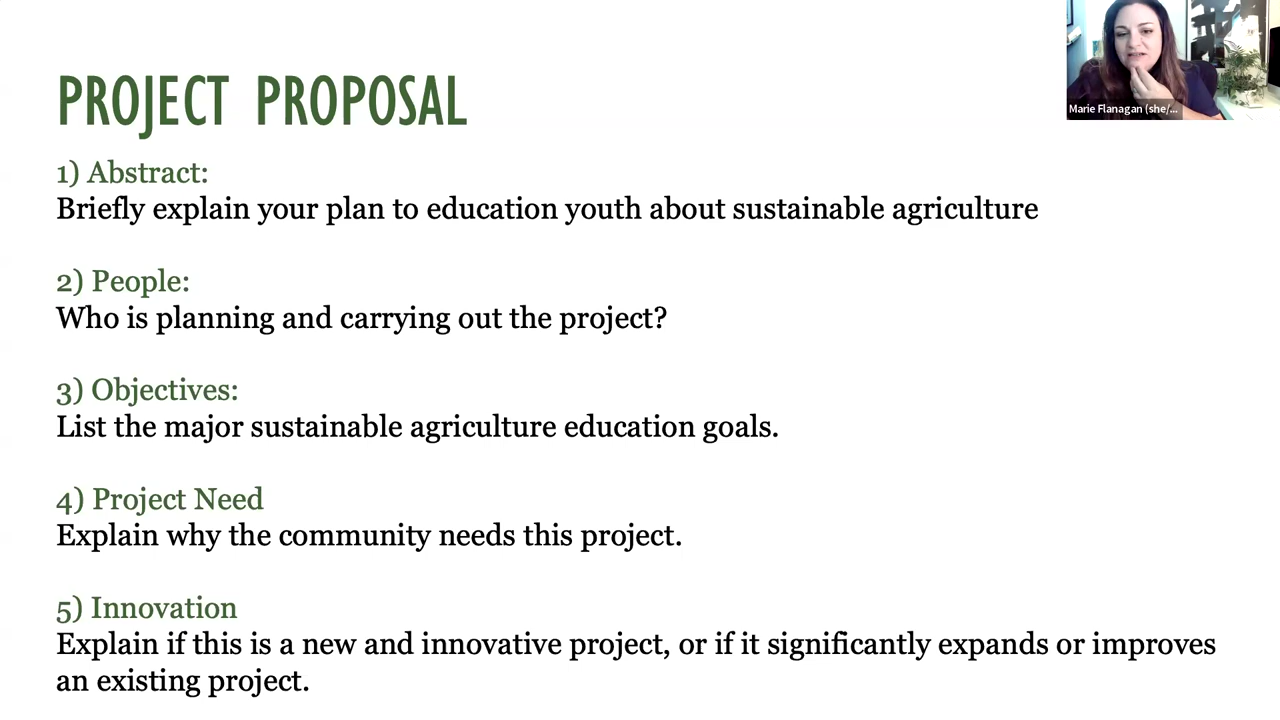 PROJECT PROPOSAL
Marie Flanagan (she/...
1) Abstract:
Briefly explain your plan to education youth about sustainable agriculture
2) People:
Who is planning and carrying out the project?
3) Objectives:
List the major sustainable agriculture education goals.
4) Project Need
Explain why the community needs this project.
5) Innovation
Explain if this is a new and innovative project, or if it significantly expands or improves
an existing project.